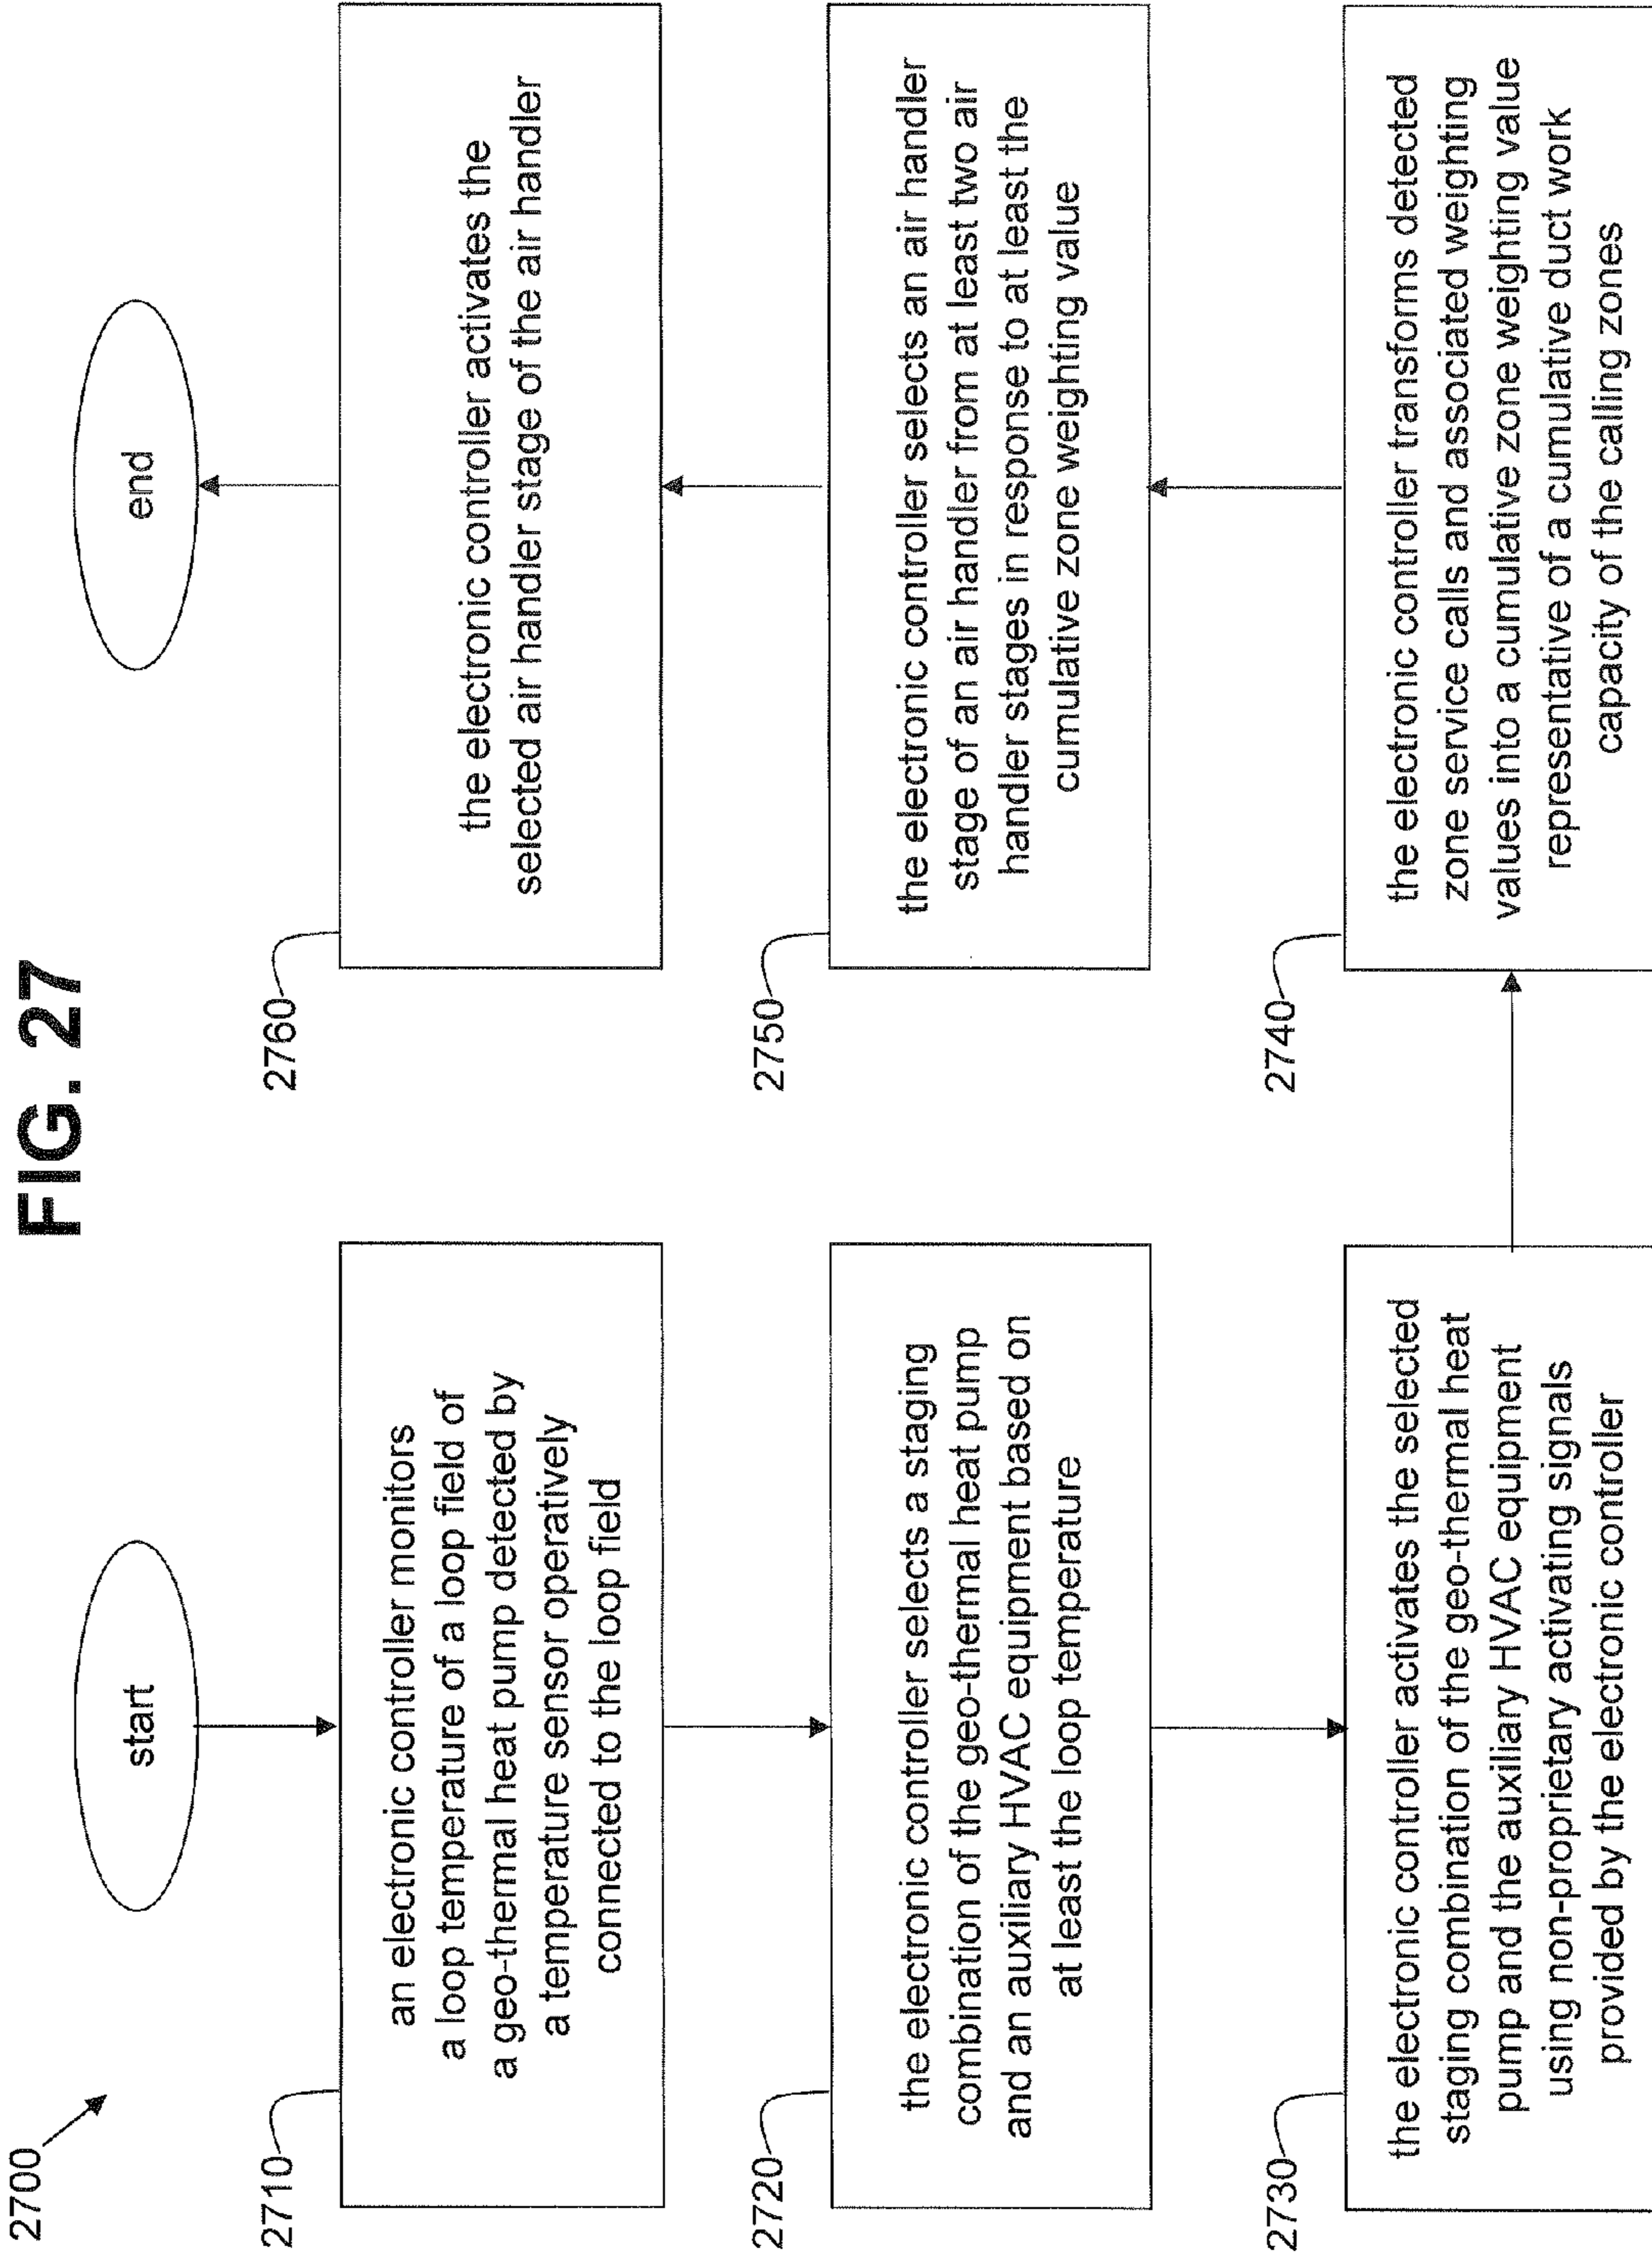 FIG. 27
2700
start
2710
an electronic controller monitors
a loop temperature of a loop field of
a geo-thermal heat pump detected by
a temperature sensor operatively
connected to the loop field
2720
the electronic controller selects a staging
combination of the geo-thermal heat pump
and an auxiliary HVAC equipment based on
at least the loop temperature
2730
the electronic controller activates the selected
staging combination of the geo-thermal heat
pump and the auxiliary HVAC equipment
using non-proprietary activating signals
provided by the electronic controller
2740
the electronic controller transforms detected
zone service calls and associated weighting
values into a cumulative zone weighting value
representative of a cumulative duct work
capacity of the calling zones
2750
the electronic controller selects an air handler
stage of an air handler from at least two air
handler stages in response to at least the
cumulative zone weighting value
2760
the electronic controller activates the
selected air handler stage of the air handler
end